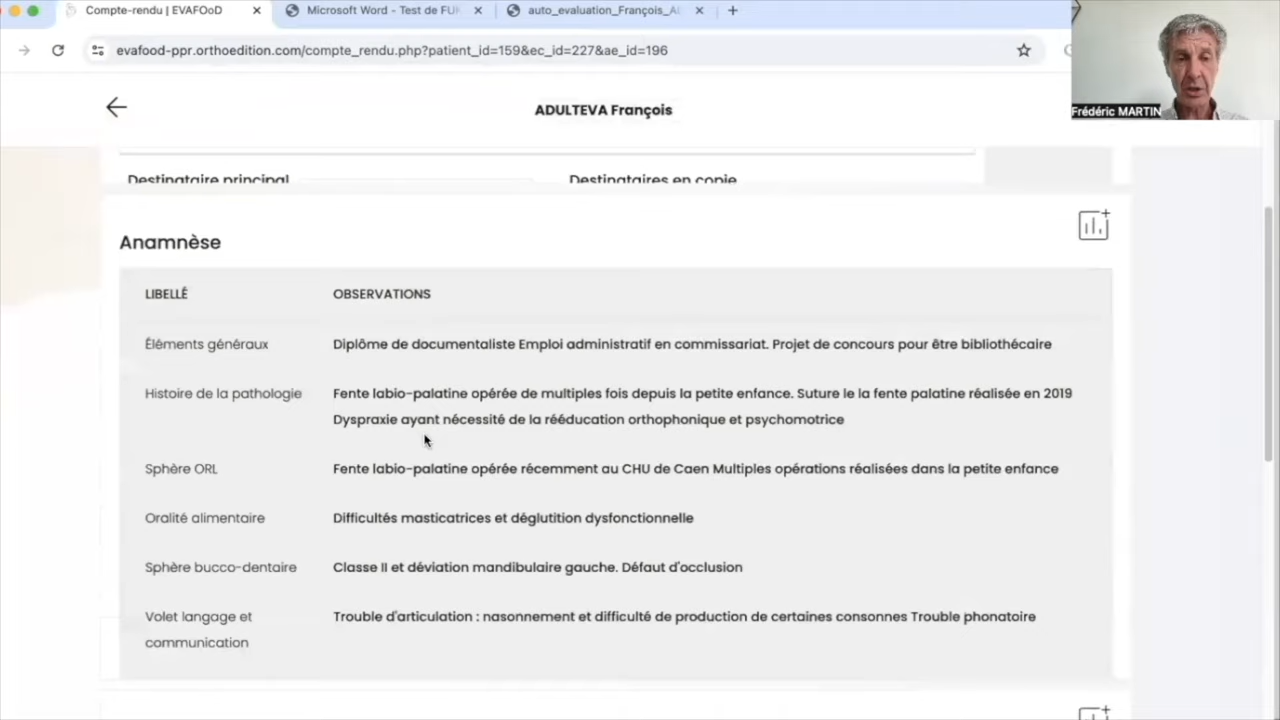 Compte-rendu | EVAFOoD
Microsoft Word - Test de FU
auto_evaluation_François_A
evafood-ppr.orthoedition.com/compte_rendu.php?patient_id=159&ec_id=227&ae_id=196
Frédéric MARTIN
ADULTEVA François
Destinataire principal
Destinataires en copie
Anamnèse
LIBELLÉ
OBSERVATIONS
Éléments généraux
Diplôme de documentaliste Emploi administratif en commissariat. Projet de concours pour être bibliothécaire
Histoire de la pathologie
Fente labio-palatine opérée de multiples fois depuis la petite enfance. Suture le la fente palatine réalisée en 2019
Dyspraxie ayant nécessité de la rééducation orthophonique et psychomotrice
Sphère ORL
Fente labio-palatine opérée récemment au CHU de Caen Multiples opérations réalisées dans la petite enfance
Oralité alimentaire
Difficultés masticatrices et déglutition dysfonctionnelle
Sphère bucco-dentaire
Classe II et déviation mandibulaire gauche. Défaut d'occlusion
Volet langage et
communication
Trouble d'articulation : nasonnement et difficulté de production de certaines consonnes Trouble phonatoire